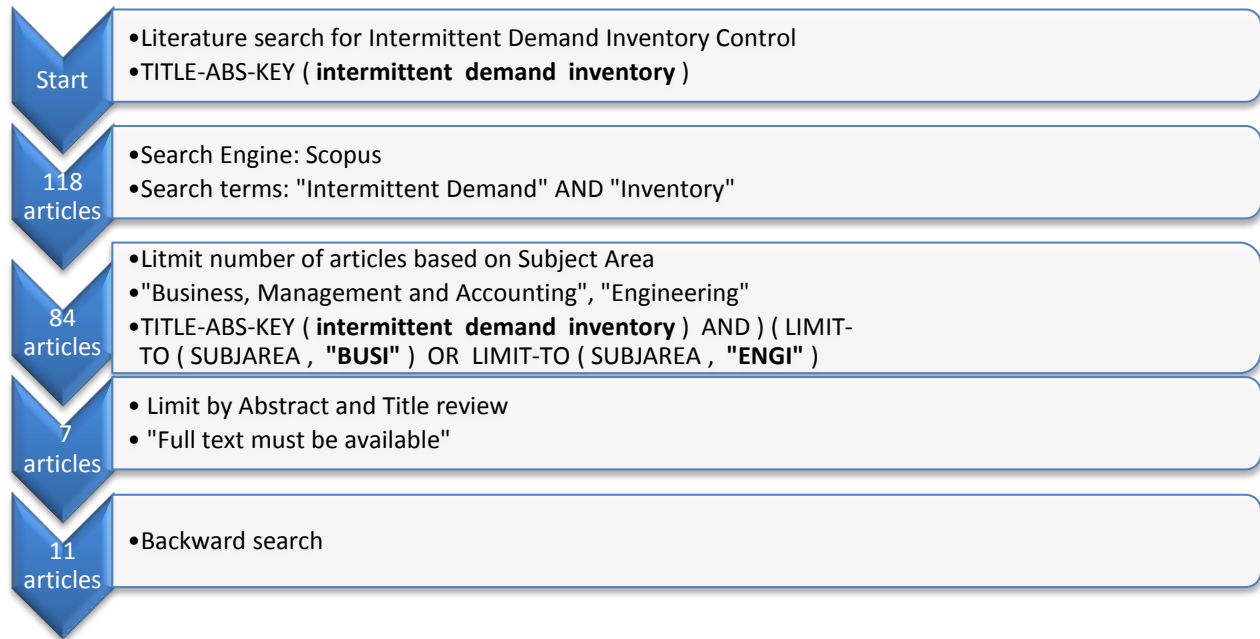 Start
•Literature search for Intermittent Demand Inventory Control
•TITLE-ABS-KEY ( intermittent demand inventory )
118
articles
•Search Engine: Scopus
•Search terms: "Intermittent Demand" AND "Inventory"
84
articles
•Litmit number of articles based on Subject Area
•"Business, Management and Accounting", "Engineering"
•TITLE-ABS-KEY ( intermittent demand inventory ) AND ) ( LIMIT-
TO ( SUBJAREA , "BUSI" ) OR LIMIT-TO ( SUBJAREA , "ENGI" )
7
articles
• Limit by Abstract and Title review
• "Full text must be available"
11
articles
•Backward search